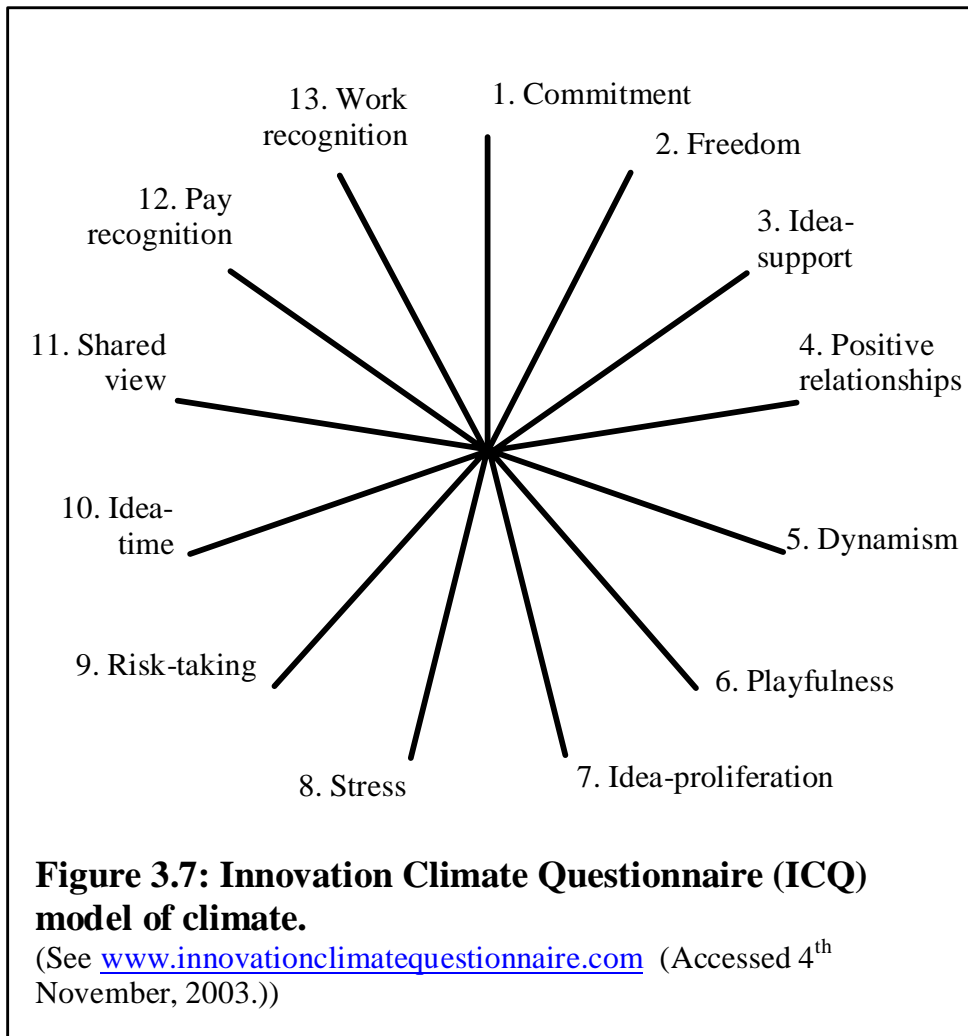 1. Commitment
2. Freedom
3. Idea-
support
4. Positive
relationships
5. Dynamism
6. Playfulness
7. Idea-proliferation
8. Stress
9. Risk-taking
10. Idea-
time
11. Shared
view
12. Pay
recognition
13. Work
recognition
Figure 3.7: Innovation Climate Questionnaire (ICQ)
model of climate.
(See www.innovationclimatequestionnaire.com (Accessed 4th
November, 2003.))